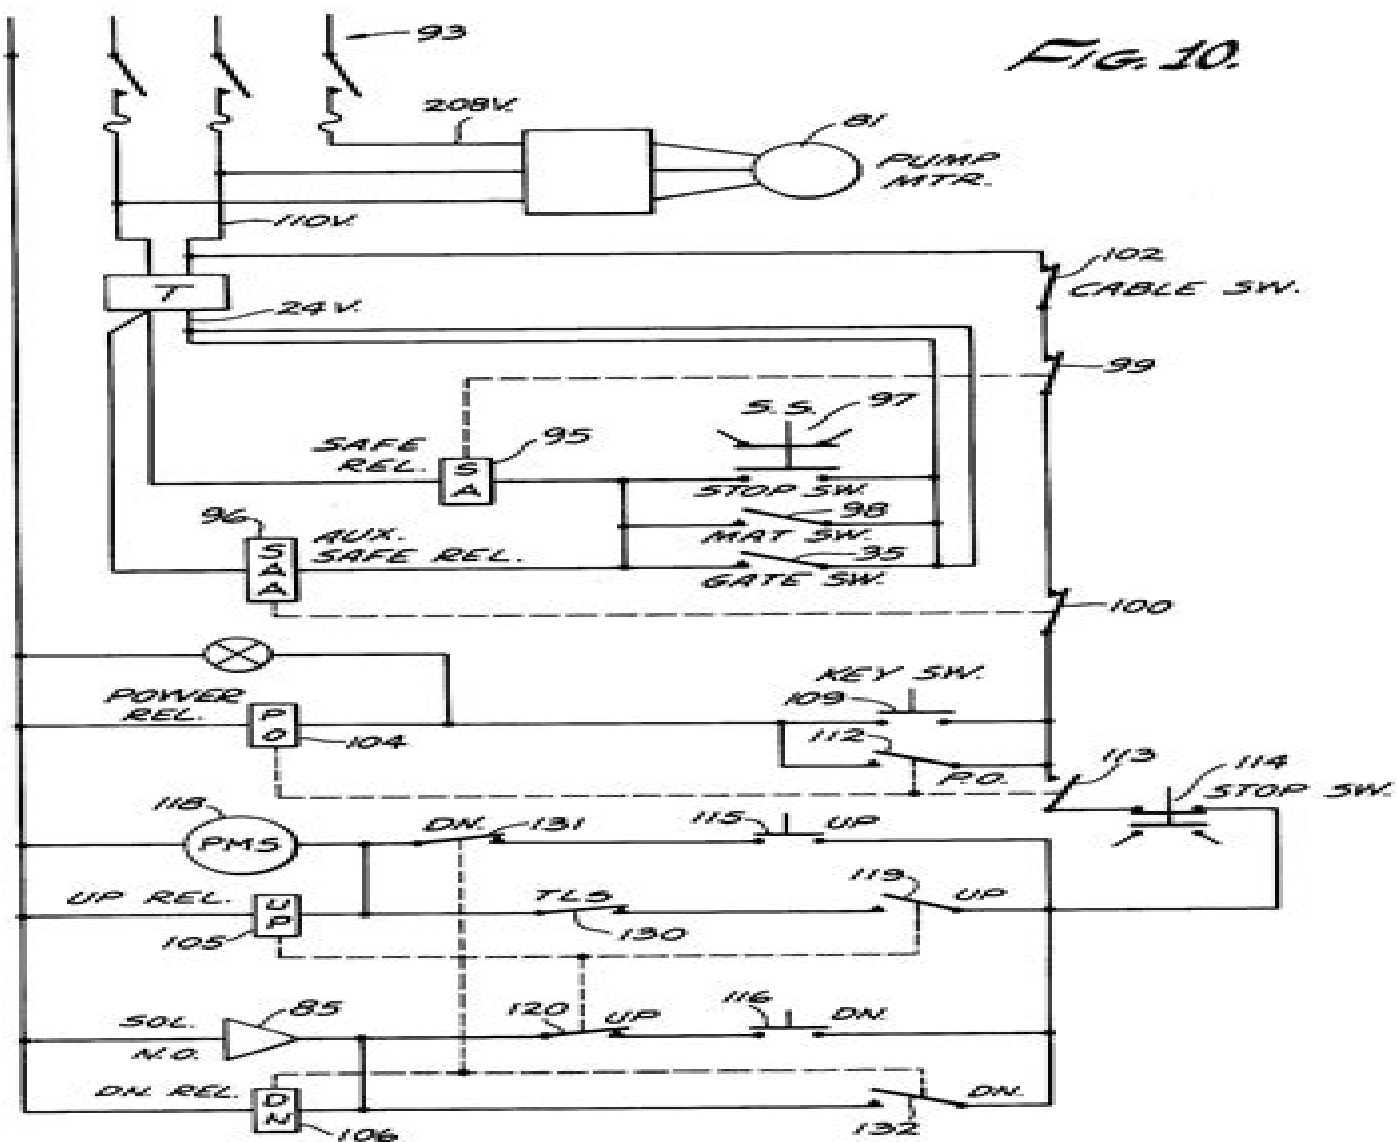 93
FIG. 10.
208V.
81
PUMP
MTR.
110V.
102
T
CABLE SW.
24V.
99
S.S.
97
SAFE
REL.
95
S
A
STOP SW.
96
AUX.
SAFE REL.
98
MAT SW.
S
A
A
35
GATE SW.
100
KEY SW.
POWER
REL.
109
P
O
104
112
P.O.
113
114
STOP SW.
118
PMS
DN.
131
115
UP
UP REL.
TLS
119
UP
U
P
105
130
SOL.
85
120
UP
116
DN.
N.O.
DN REL.
D
N
DN.
106
132